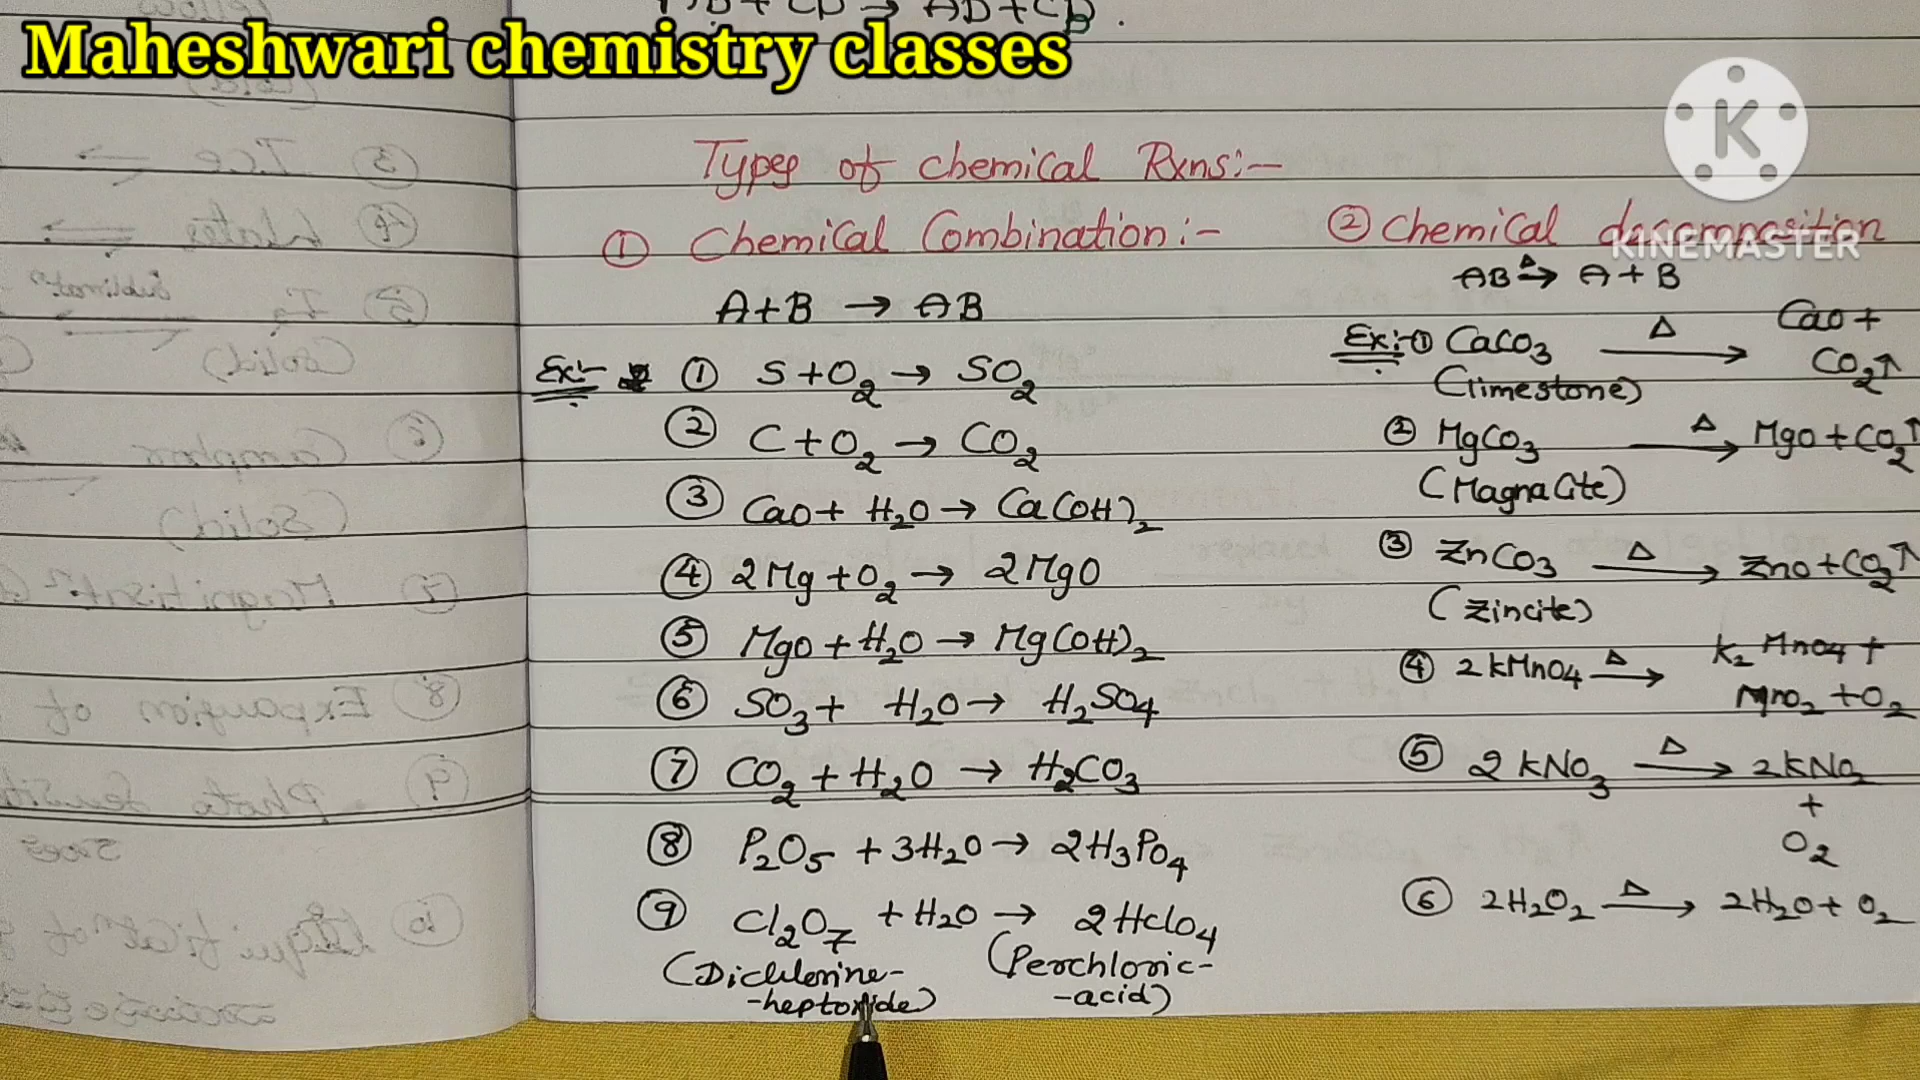 Maheshwari chemistry classes
K
KINEMASTER
Types of chemical Rxns:-
① Chemical Combination:-
A+B → AB
Ex:- ① S+O2 → SO2
② C+O2 → CO2
③ CaO + H2O → Ca(OH)2
④ 2Mg +O2 → 2MgO
⑤ MgO + H2O → Mg(OH)2
⑥ SO3 + H2O → H2SO4
⑦ CO2 + H2O → H2CO3
⑧ P2O5 + 3H2O → 2H3PO4
⑨ Cl2O7 + H2O → 2HClO4
(Dichlorine- (Perchloric-
-heptoxide) -acid)
② Chemical decomposition
AB Δ→ A+B
Ex:-① CaCO3 Δ→ CaO +
CO2↑
(limestone)
② MgCO3 Δ→ MgO + CO2↑
(Magnacite)
③ ZnCO3 Δ→ ZnO + CO2↑
(Zincite)
④ 2KMnO4 Δ→ K2MnO4 +
MnO2 + O2
⑤ 2KNO3 Δ→ 2KNO2
+
O2
⑥ 2H2O2 Δ→ 2H2O + O2